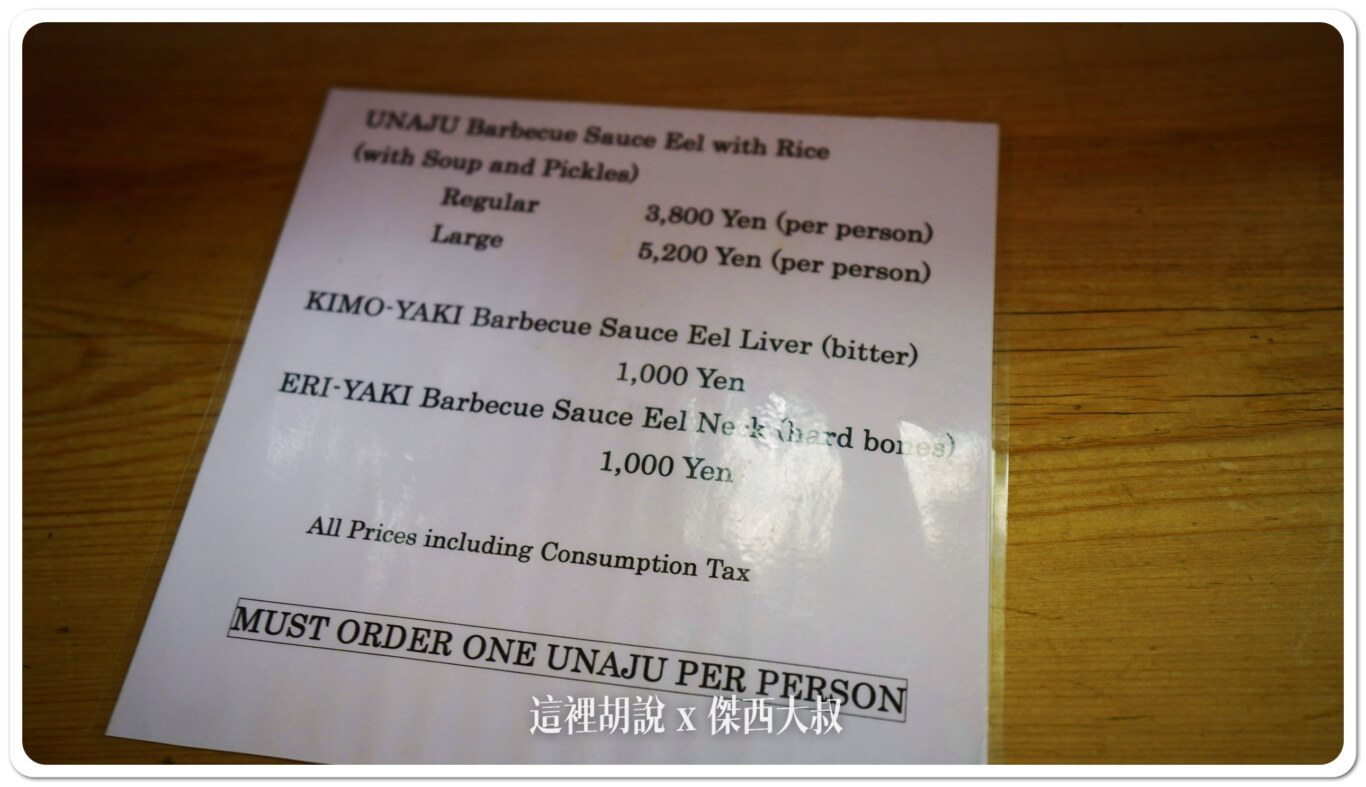 UNAJU Barbecue Sauce Eel with Rice
(with Soup and Pickles)
Regular 3,800 Yen (per person)
Large 5,200 Yen (per person)
KIMO-YAKI Barbecue Sauce Eel Liver (bitter)
1,000 Yen
ERI-YAKI Barbecue Sauce Eel Neck (hard bones)
1,000 Yen
All Prices including Consumption Tax
MUST ORDER ONE UNAJU PER PERSON
這裡胡說 x 傑西大叔